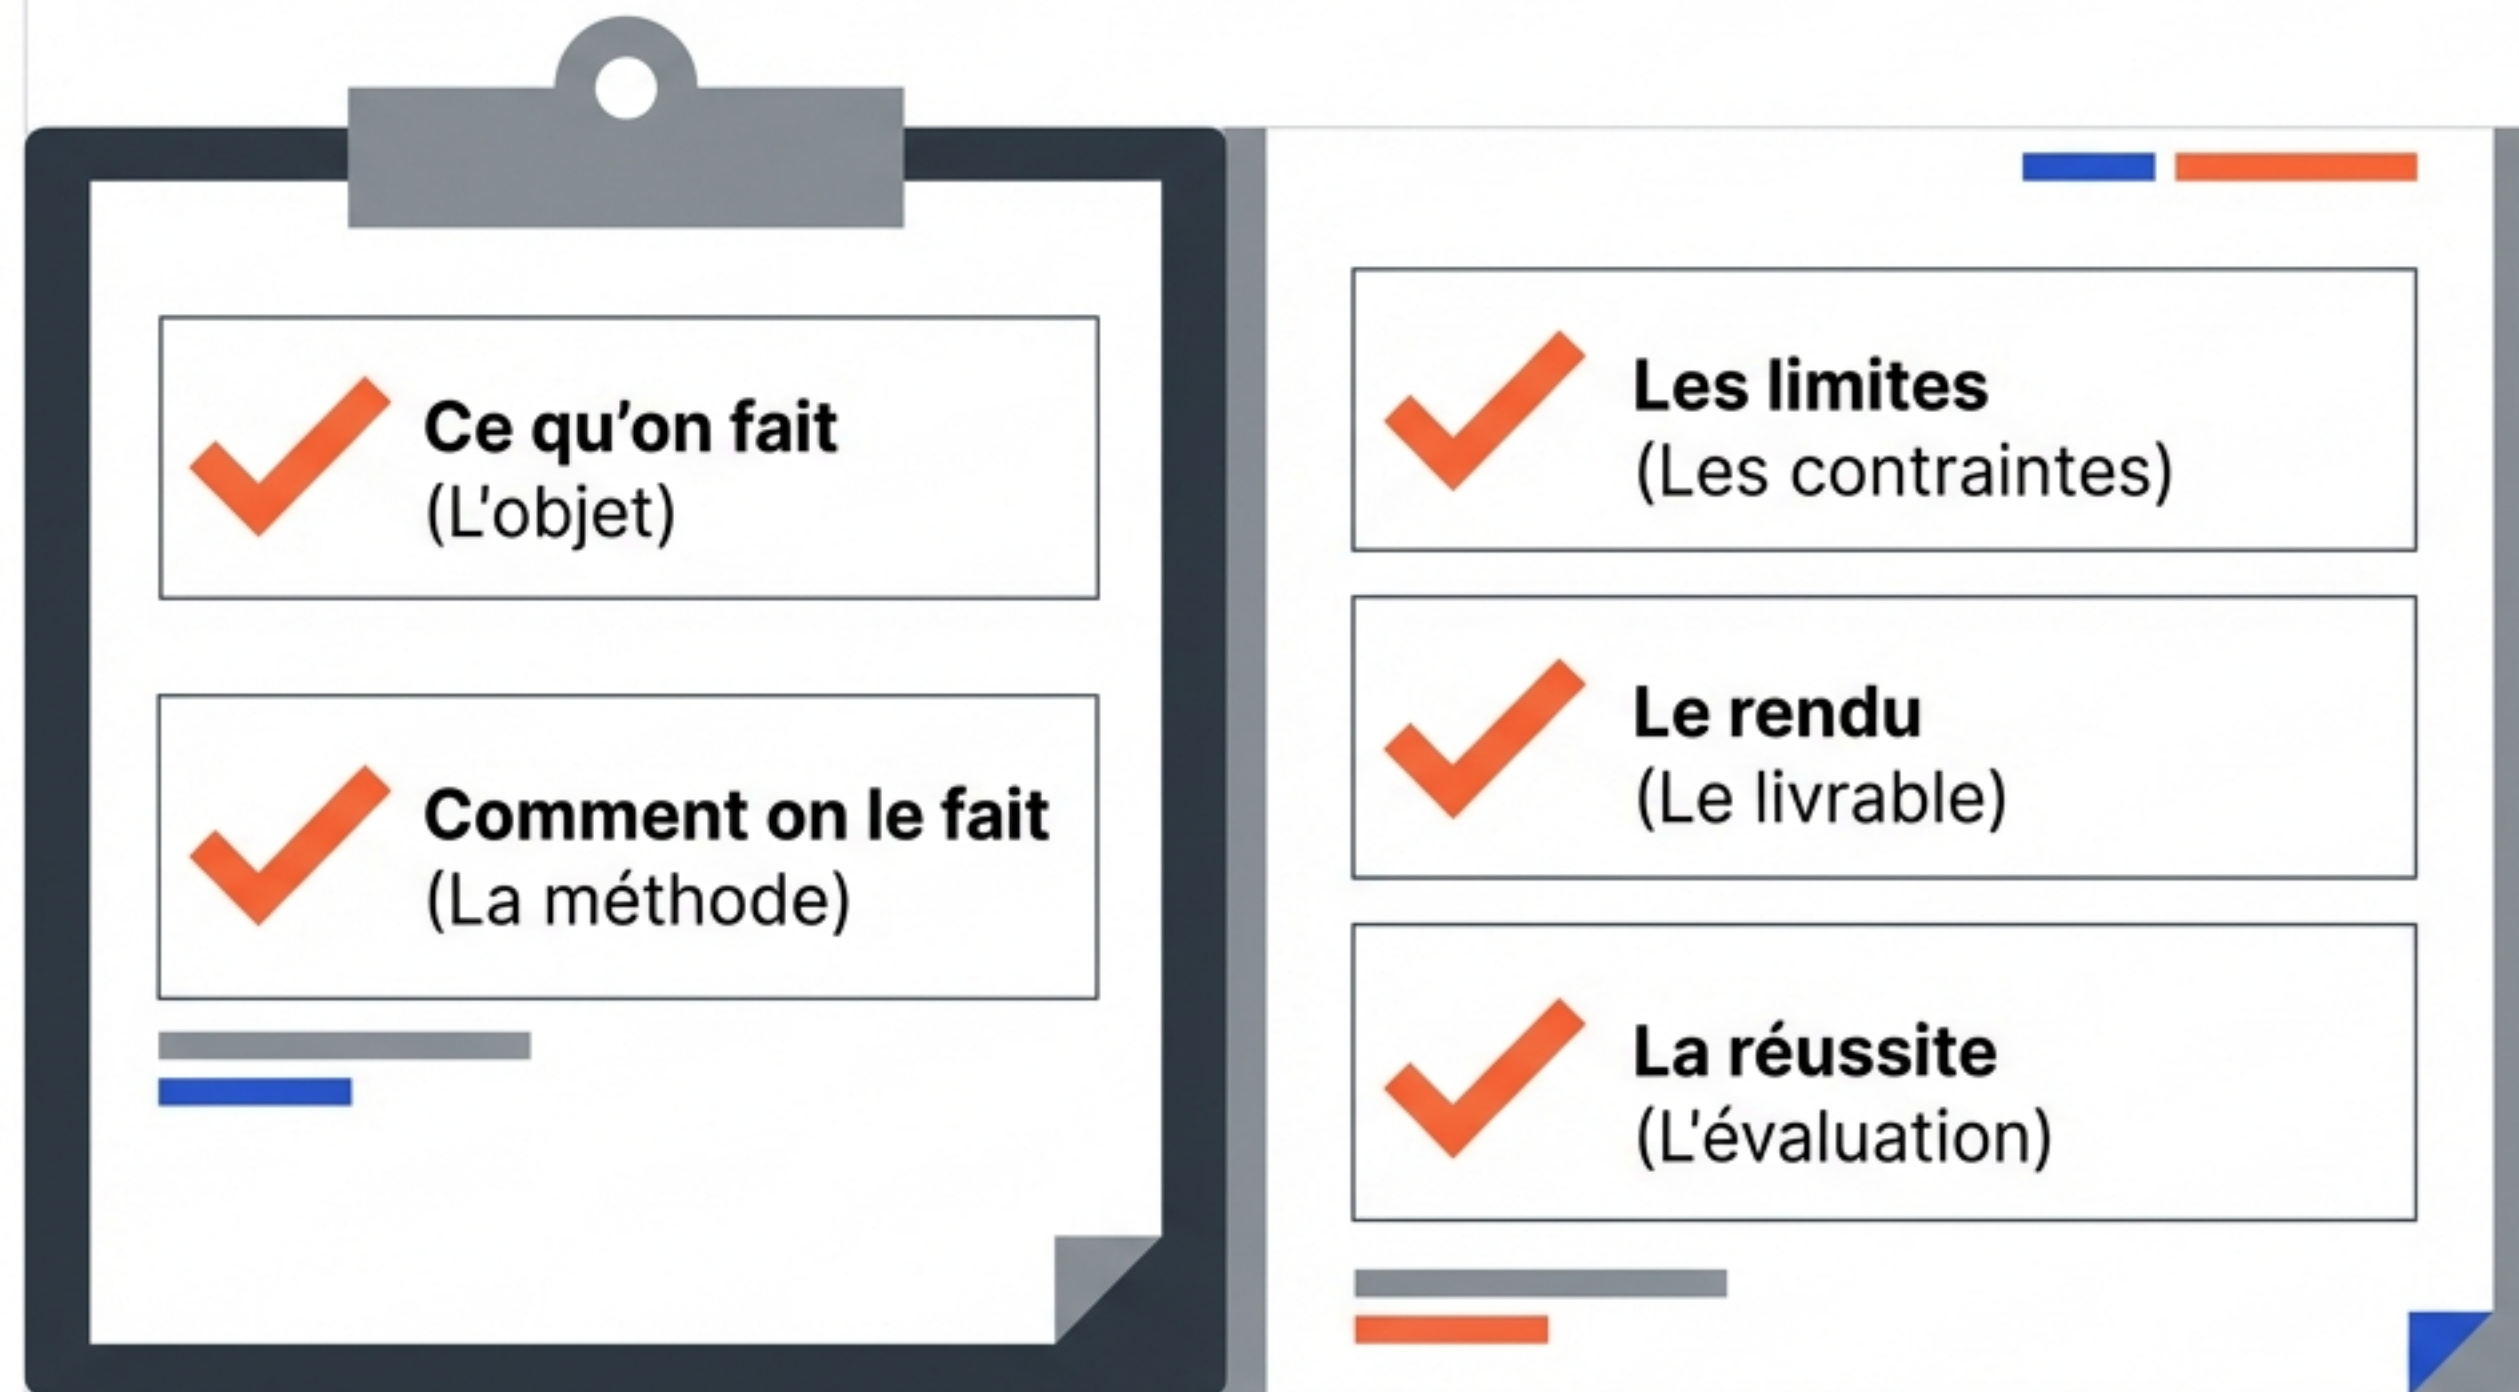 Ce qu’on fait
(L'objet)
Comment on le fait
(La méthode)
Les limites
(Les contraintes)
Le rendu
(Le livrable)
La réussite
(L'évaluation)